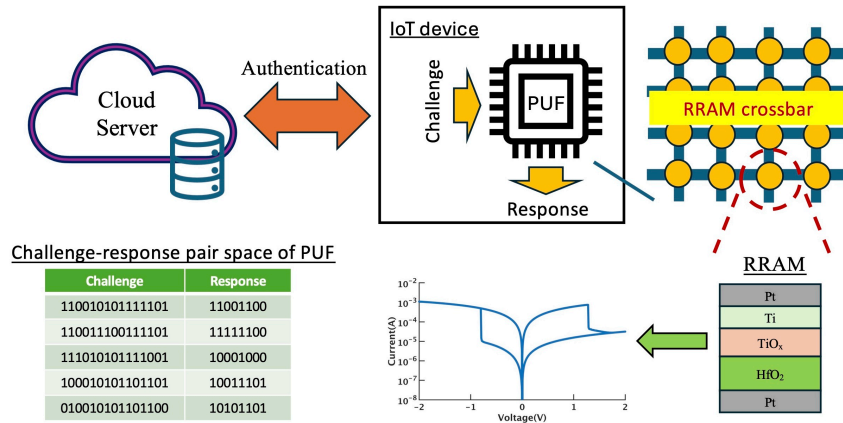 IoT device
Authentication
Cloud
Server
Challenge
PUF
Response
RRAM crossbar
Challenge-response pair space of PUF
Challenge Response
110010101111101 11001100
110011100111101 11111100
111010101111001 10001000
100010101101101 10011101
010010101101100 10101101
Current(A)
10⁻²
10⁻³
10⁻⁴
10⁻⁵
10⁻⁶
10⁻⁷
10⁻⁸
-2 -1 0 1 2
Voltage(V)
RRAM
Pt
Ti
TiOₓ
HfO₂
Pt